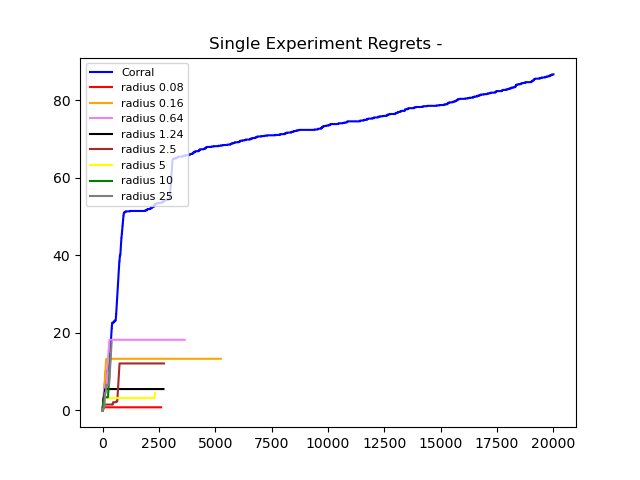 Single Experiment Regrets -
Corral
radius 0.08
radius 0.16
radius 0.64
radius 1.24
radius 2.5
radius 5
radius 10
radius 25
80
60
40
20
0
0 2500 5000 7500 10000 12500 15000 17500 20000